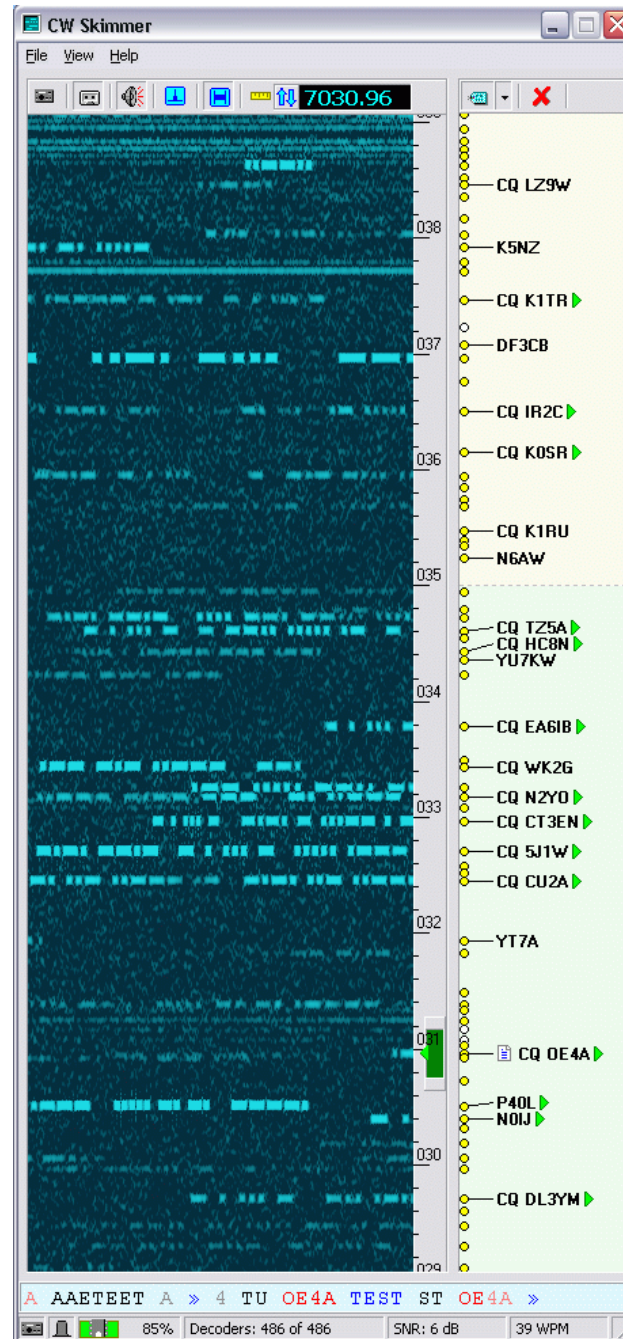 CW Skimmer
File View Help
7030.96
CQ LZ9W
038
K5NZ
CQ K1TR
037
DF3CB
CQ IR2C
036
CQ K0SR
CQ K1RU
N6AW
035
CQ TZ5A
CQ HC8N
YU7KW
034
CQ EA6IB
CQ WK2G
CQ N2YO
033
CQ CT3EN
CQ 5J1W
CQ CU2A
032
YT7A
031
CQ OE4A
P40L
N0IJ
030
CQ DL3YM
029
A AAETEET A » 4 TU OE4A TEST ST OE4A »
85% Decoders: 486 of 486 SNR: 6 dB 39 WPM